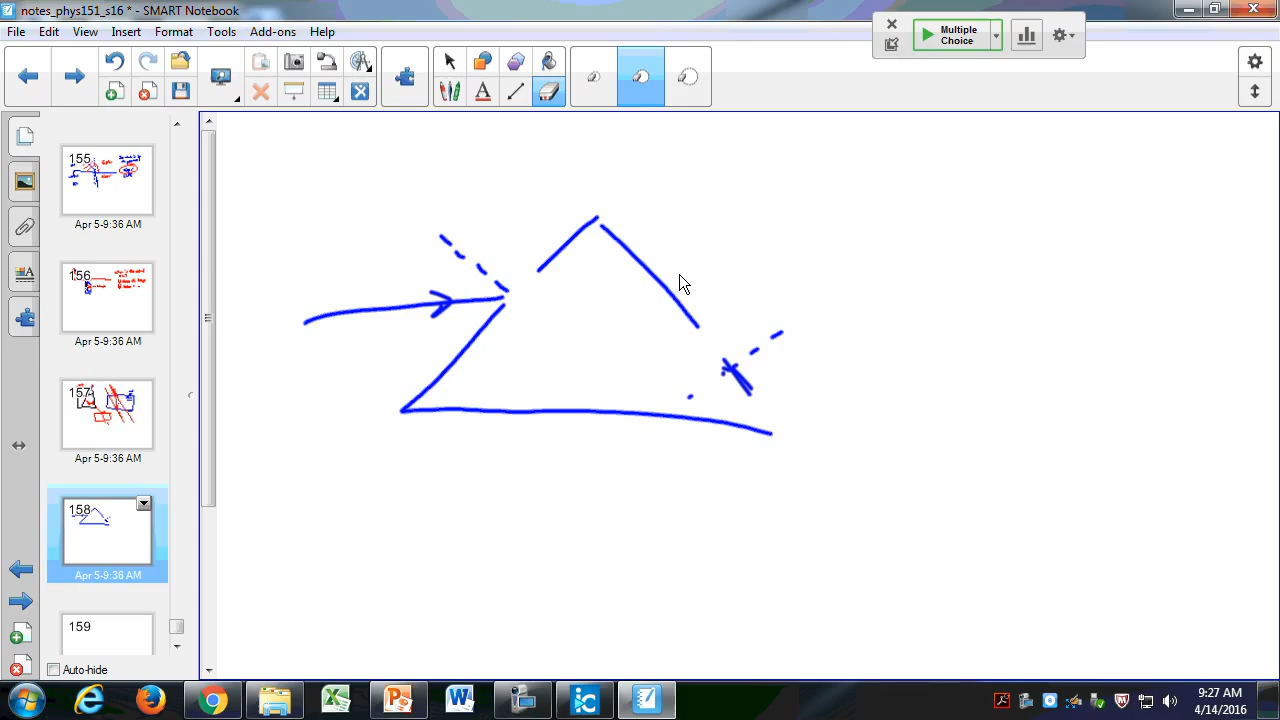 notes_phys151_s16 * - SMART Notebook
File Edit View Insert Format Tools Add-ons Help
Multiple
Choice
155
Apr 5-9:36 AM
156
Apr 5-9:36 AM
157
Apr 5-9:36 AM
158
Apr 5-9:36 AM
159
Auto-hide
9:27 AM
4/14/2016